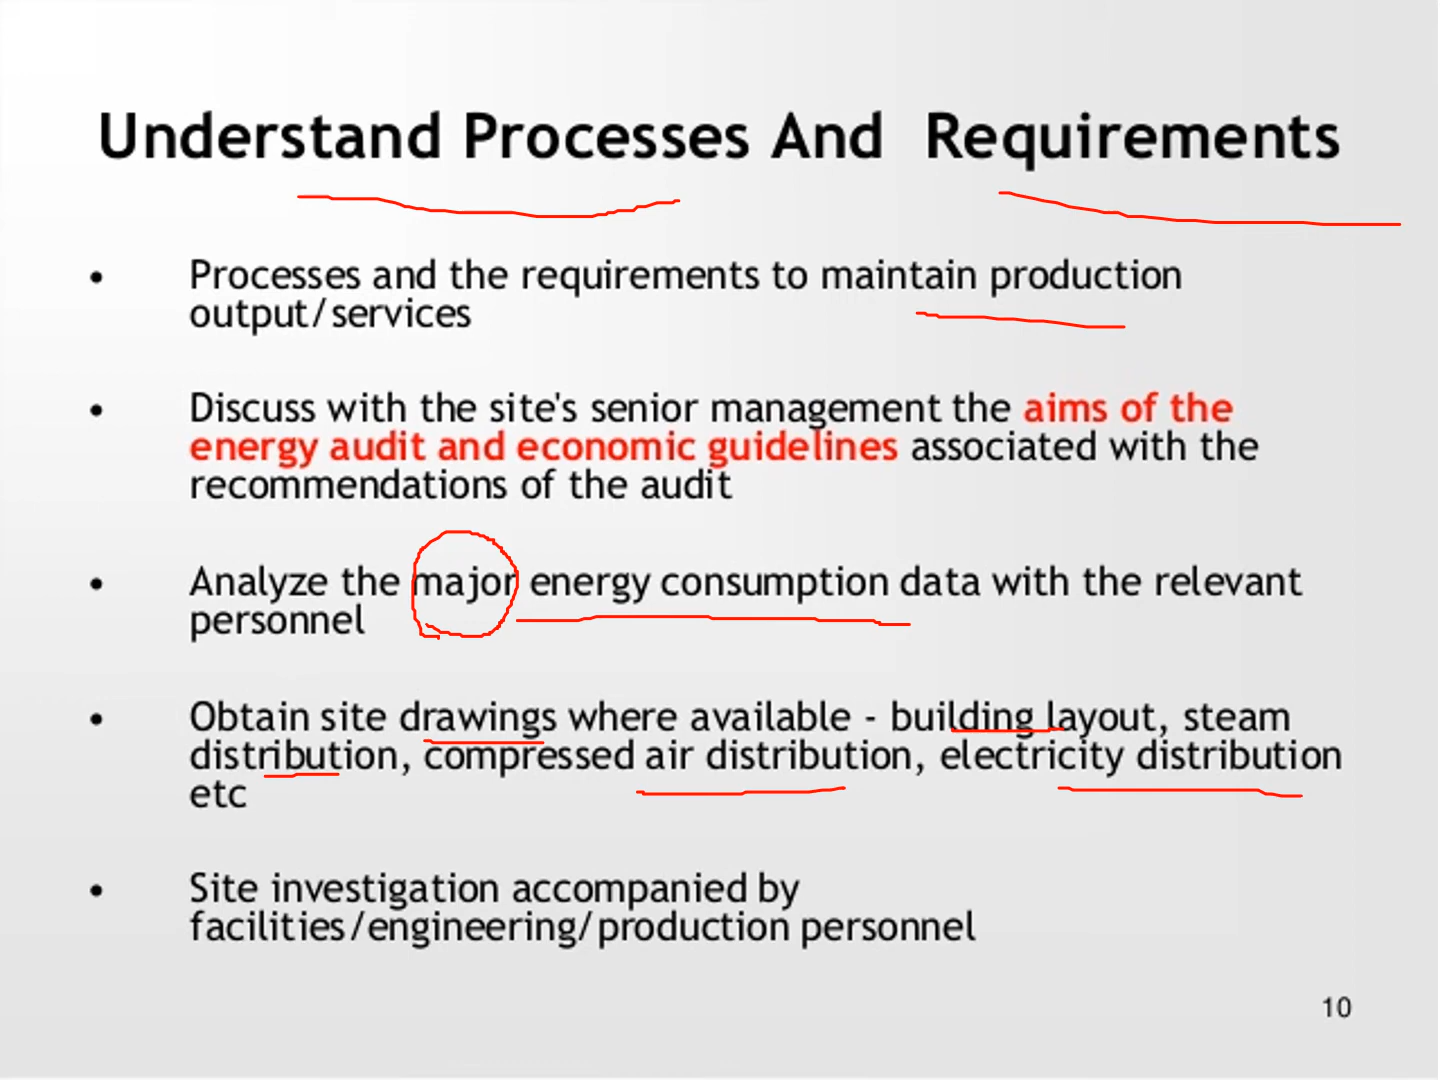 Understand Processes And Requirements
• Processes and the requirements to maintain production
output/services
• Discuss with the site's senior management the aims of the
energy audit and economic guidelines associated with the
recommendations of the audit
• Analyze the major energy consumption data with the relevant
personnel
• Obtain site drawings where available - building layout, steam
distribution, compressed air distribution, electricity distribution
etc
• Site investigation accompanied by
facilities/engineering/production personnel
10